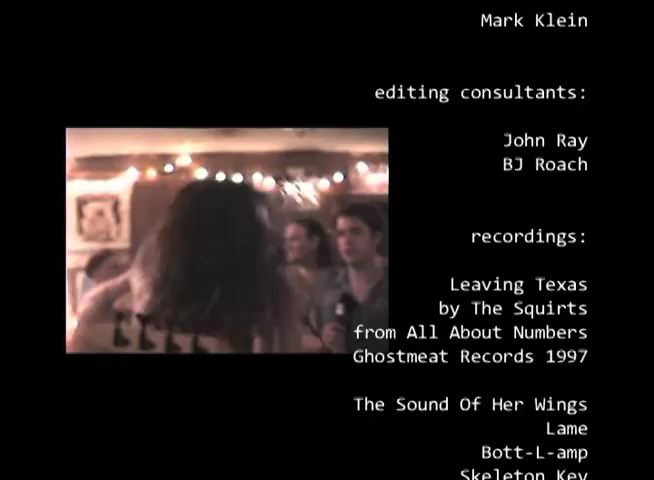 Mark Klein
editing consultants:
John Ray
BJ Roach
recordings:
Leaving Texas
by The Squirts
from All About Numbers
Ghostmeat Records 1997
The Sound Of Her Wings
Lame
Bott-L-amp
Skeleton Key